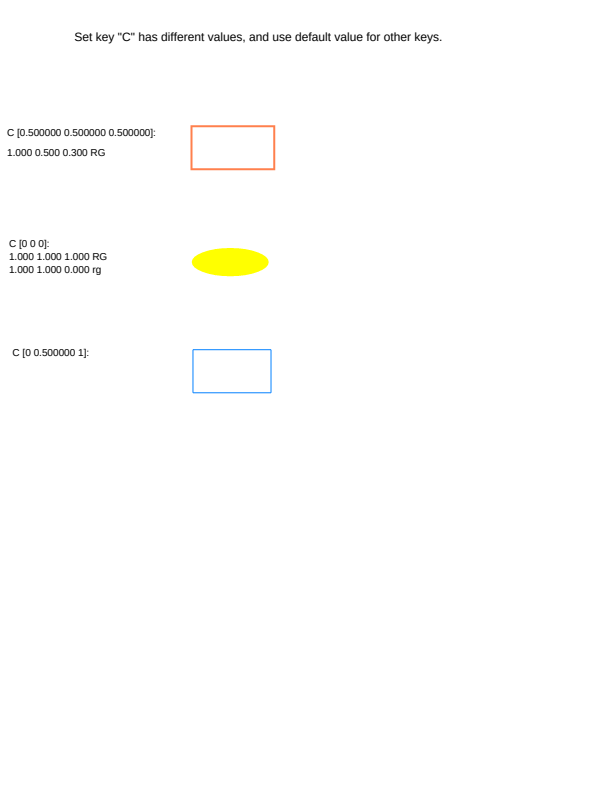 Set key "C" has different values, and use default value for other keys.
C [0.500000 0.500000 0.500000]:
1.000 0.500 0.300 RG
C [0 0 0]:
1.000 1.000 1.000 RG
1.000 1.000 0.000 rg
C [0 0.500000 1]: